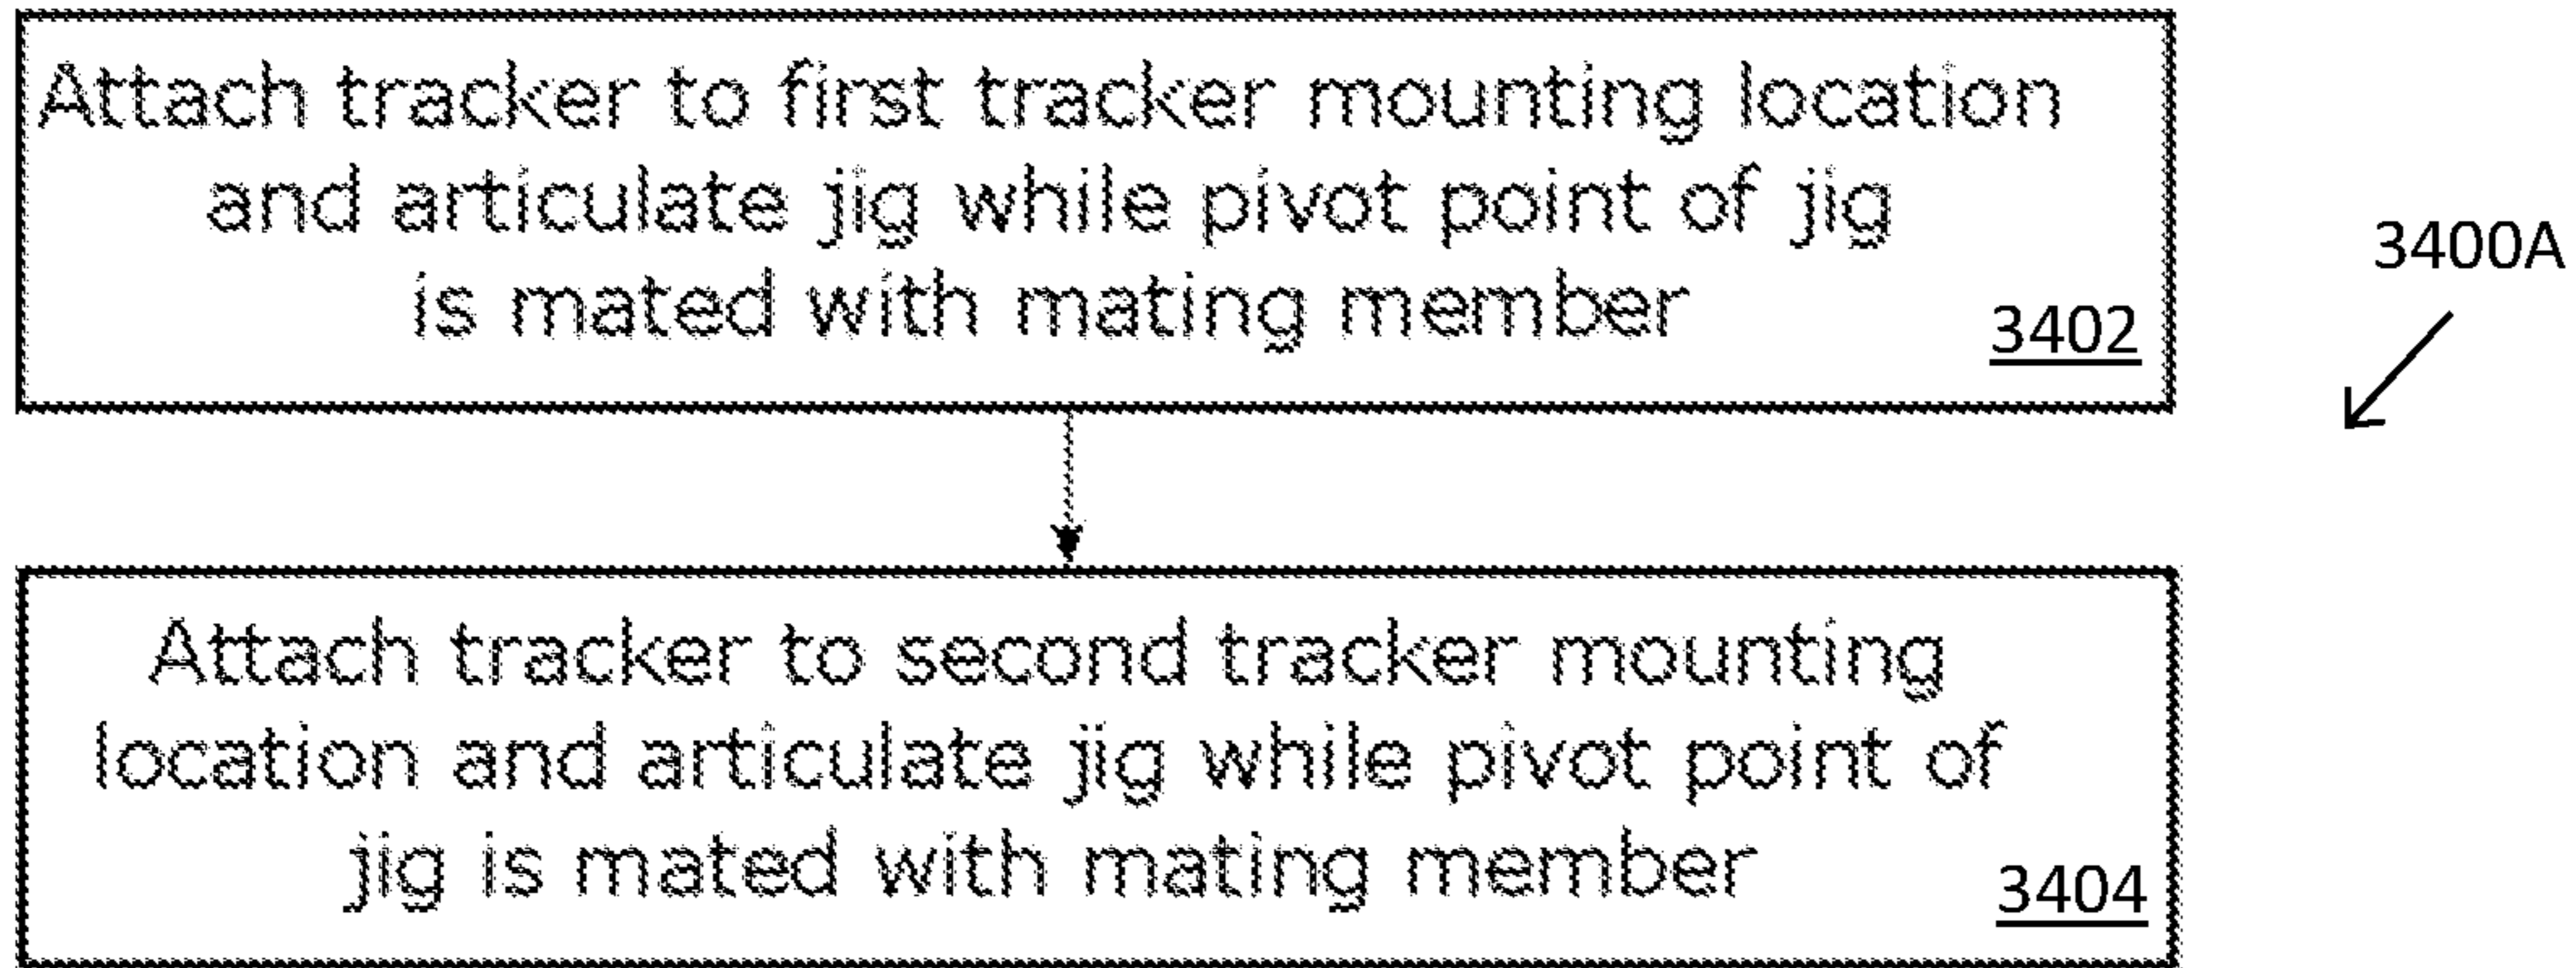 Attach tracker to first tracker mounting location
and articulate jig while pivot point of jig
is mated with mating member
3402
3400A
Attach tracker to second tracker mounting
location and articulate jig while pivot point of
jig is mated with mating member
3404